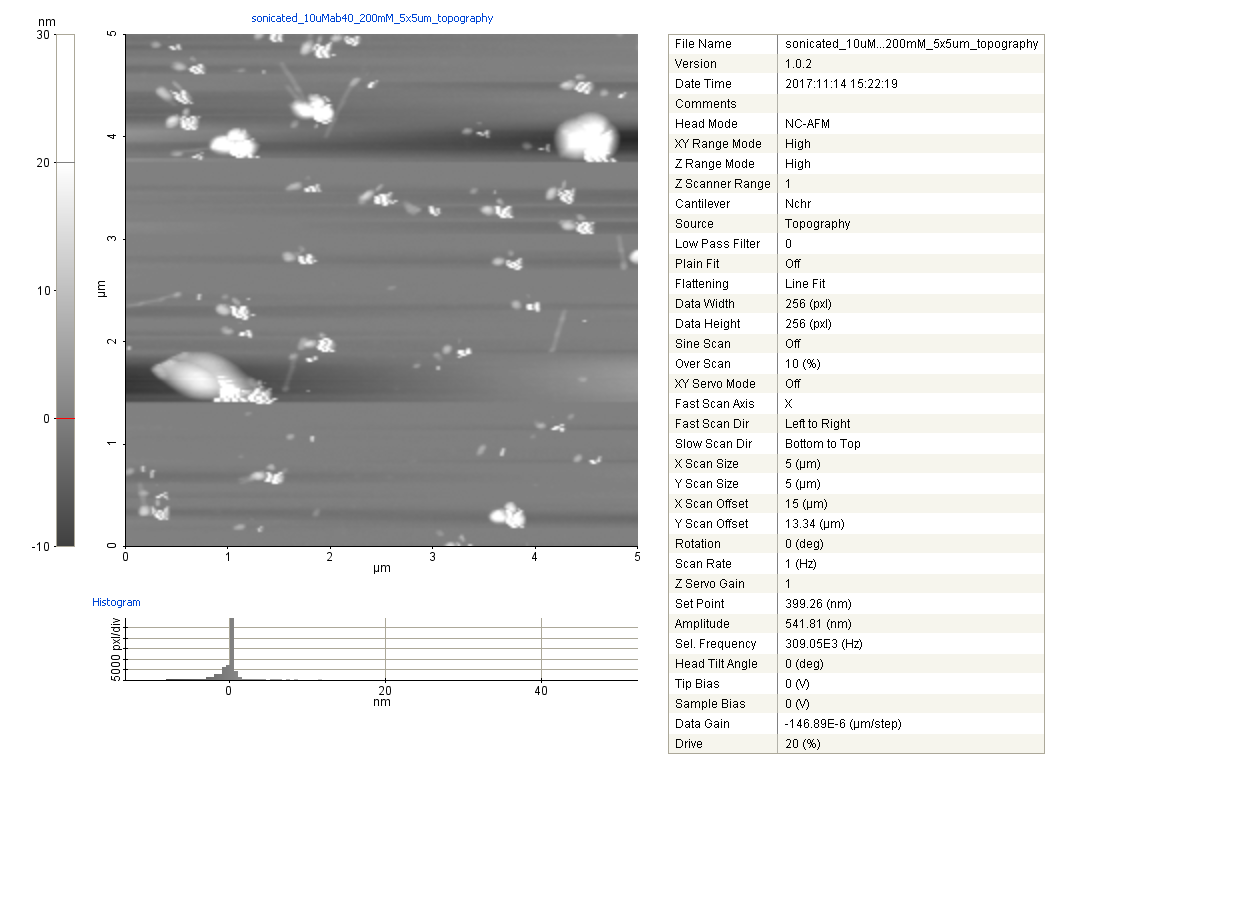 sonicated_10uMab40_200mM_5x5um_topography
nm
30
20
10
0
-10
5
4
3
2
1
0
µm
0 1 2 3 4 5
µm
Histogram
5000 pxl/div
0 20 40
nm
File Name sonicated_10uM...200mM_5x5um_topography
Version 1.0.2
Date Time 2017:11:14 15:22:19
Comments
Head Mode NC-AFM
XY Range Mode High
Z Range Mode High
Z Scanner Range 1
Cantilever Nchr
Source Topography
Low Pass Filter 0
Plain Fit Off
Flattening Line Fit
Data Width 256 (pxl)
Data Height 256 (pxl)
Sine Scan Off
Over Scan 10 (%)
XY Servo Mode Off
Fast Scan Axis X
Fast Scan Dir Left to Right
Slow Scan Dir Bottom to Top
X Scan Size 5 (µm)
Y Scan Size 5 (µm)
X Scan Offset 15 (µm)
Y Scan Offset 13.34 (µm)
Rotation 0 (deg)
Scan Rate 1 (Hz)
Z Servo Gain 1
Set Point 399.26 (nm)
Amplitude 541.81 (nm)
Sel. Frequency 309.05E3 (Hz)
Head Tilt Angle 0 (deg)
Tip Bias 0 (V)
Sample Bias 0 (V)
Data Gain -146.89E-6 (µm/step)
Drive 20 (%)